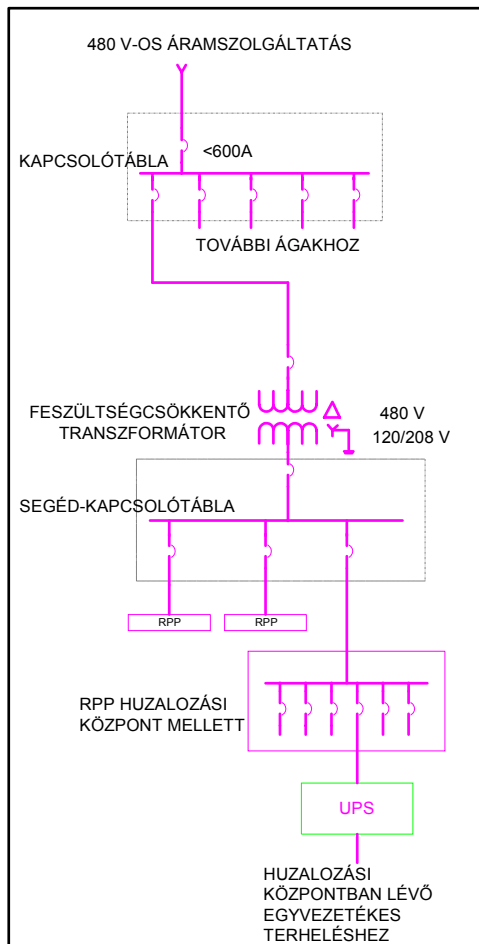 480 V-OS ÁRAMSZOLGÁLTATÁS
<600A
KAPCSOLÓTÁBLA
TOVÁBBI ÁGAKHOZ
FESZÜLTSÉGCSÖKKENTŐ
TRANSZFORMÁTOR
480 V
120/208 V
SEGÉD-KAPCSOLÓTÁBLA
RPP
RPP
RPP HUZALOZÁSI
KÖZPONT MELLETT
UPS
HUZALOZÁSI
KÖZPONTBAN LÉVŐ
EGYVEZETÉKES
TERHELÉSHEZ